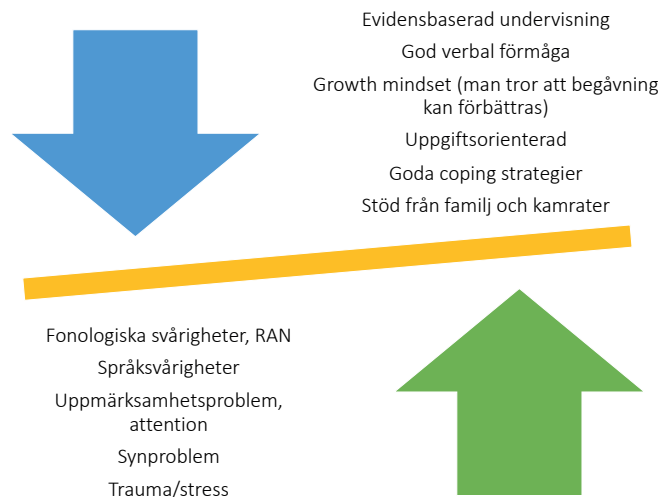 Evidensbaserad undervisning
God verbal förmåga
Growth mindset (man tror att begåvning
kan förbättras)
Uppgiftsorienterad
Goda coping strategier
Stöd från familj och kamrater
Fonologiska svårigheter, RAN
Språksvårigheter
Uppmärksamhetsproblem,
attention
Synproblem
Trauma/stress